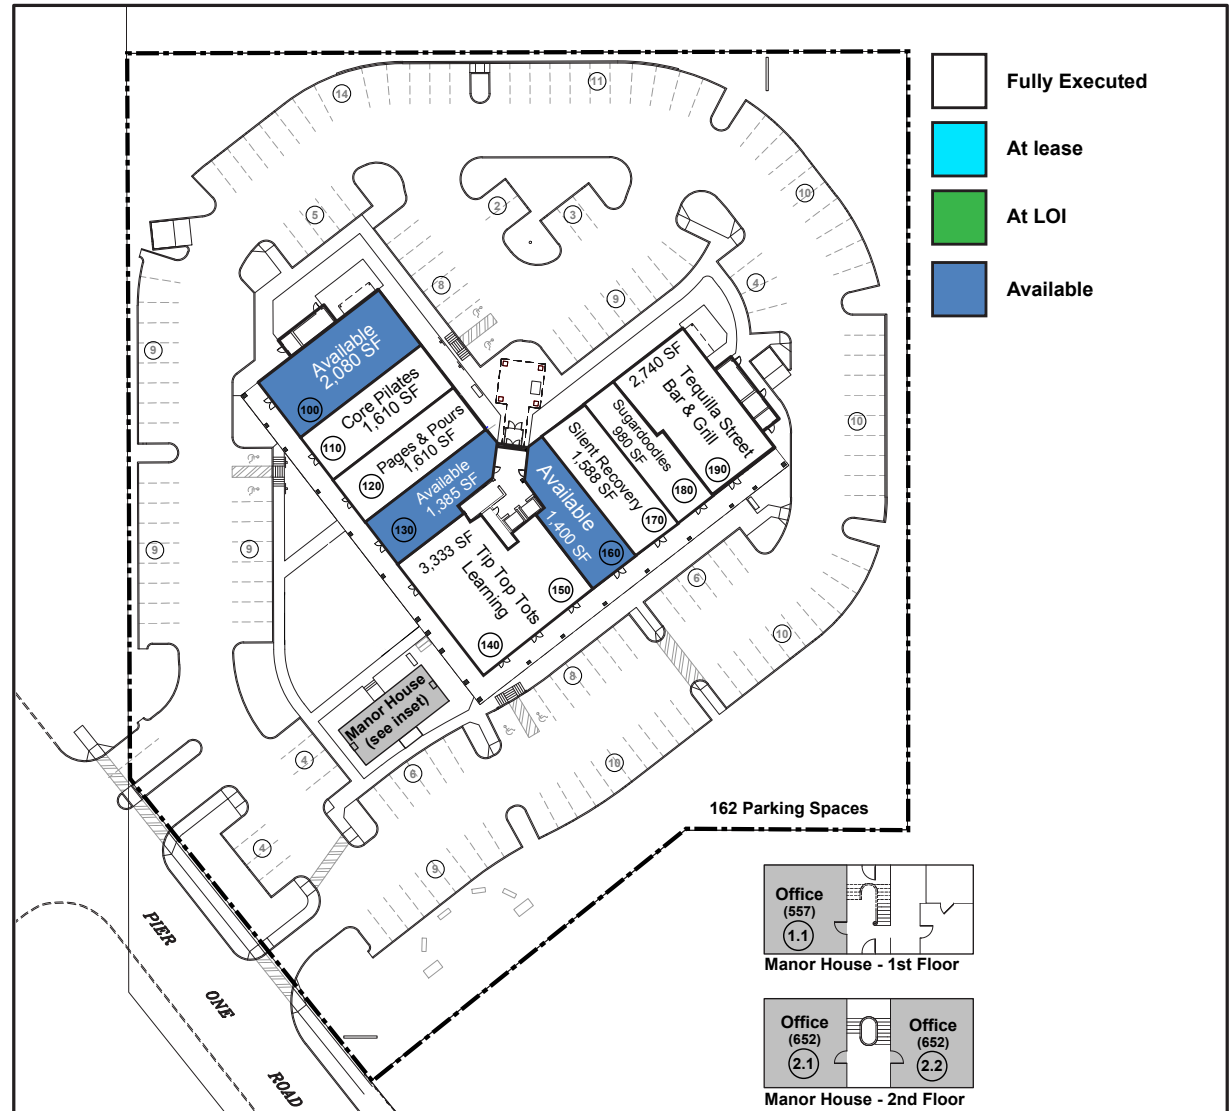 14
11
Fully Executed
At lease
At LOI
Available
10
2
3
5
8
9
4
9
Available
2,080 SF
100
Core Pilates
1,610 SF
110
Pages & Pours
1,610 SF
120
Available
1,385 SF
130
3,333 SF
Tip Top Tots
Learning
140
150
Available
1,400 SF
160
Silent Recovery
1,588 SF
170
Sugardoodles
980 SF
180
2,740 SF
Tequilla Street
Bar & Grill
190
10
9
9
6
10
8
Manor House
(see inset)
4
6
10
4
9
162 Parking Spaces
PIER
ONE
ROAD
Office
(557)
1.1
Manor House - 1st Floor
Office
(652)
2.1
Office
(652)
2.2
Manor House - 2nd Floor